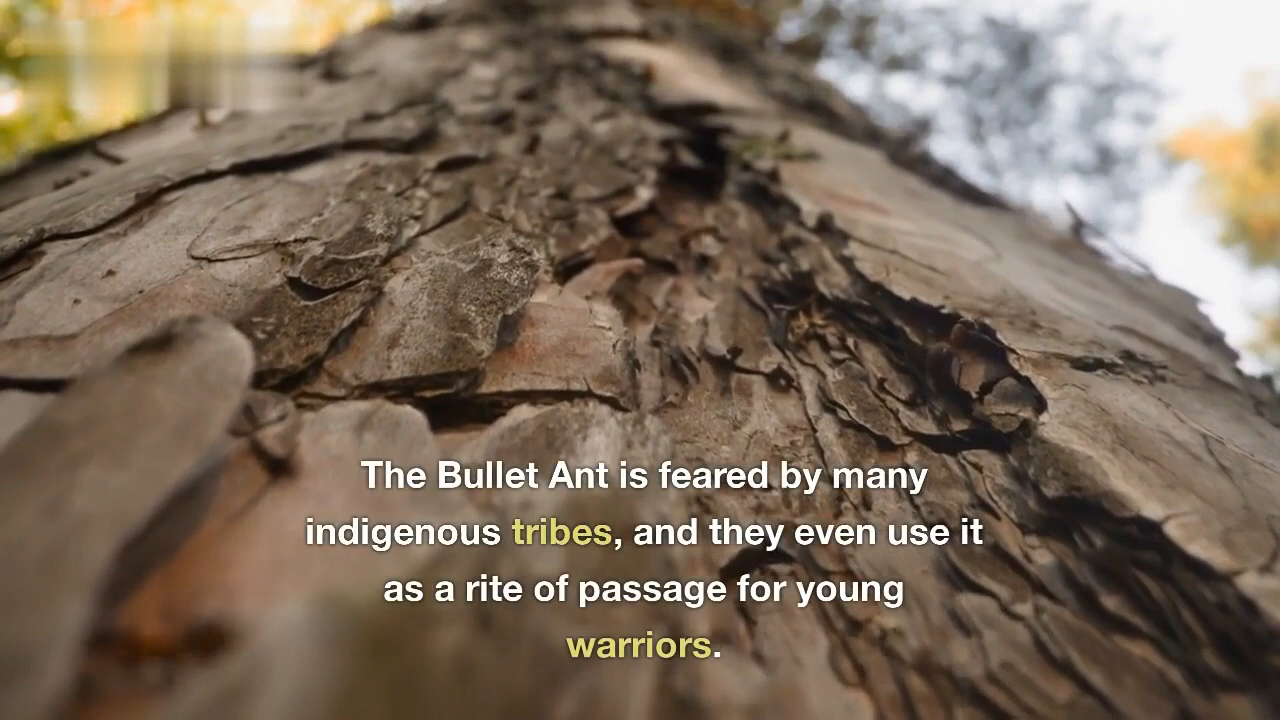 The Bullet Ant is feared by many
indigenous tribes, and they even use it
as a rite of passage for young
warriors.